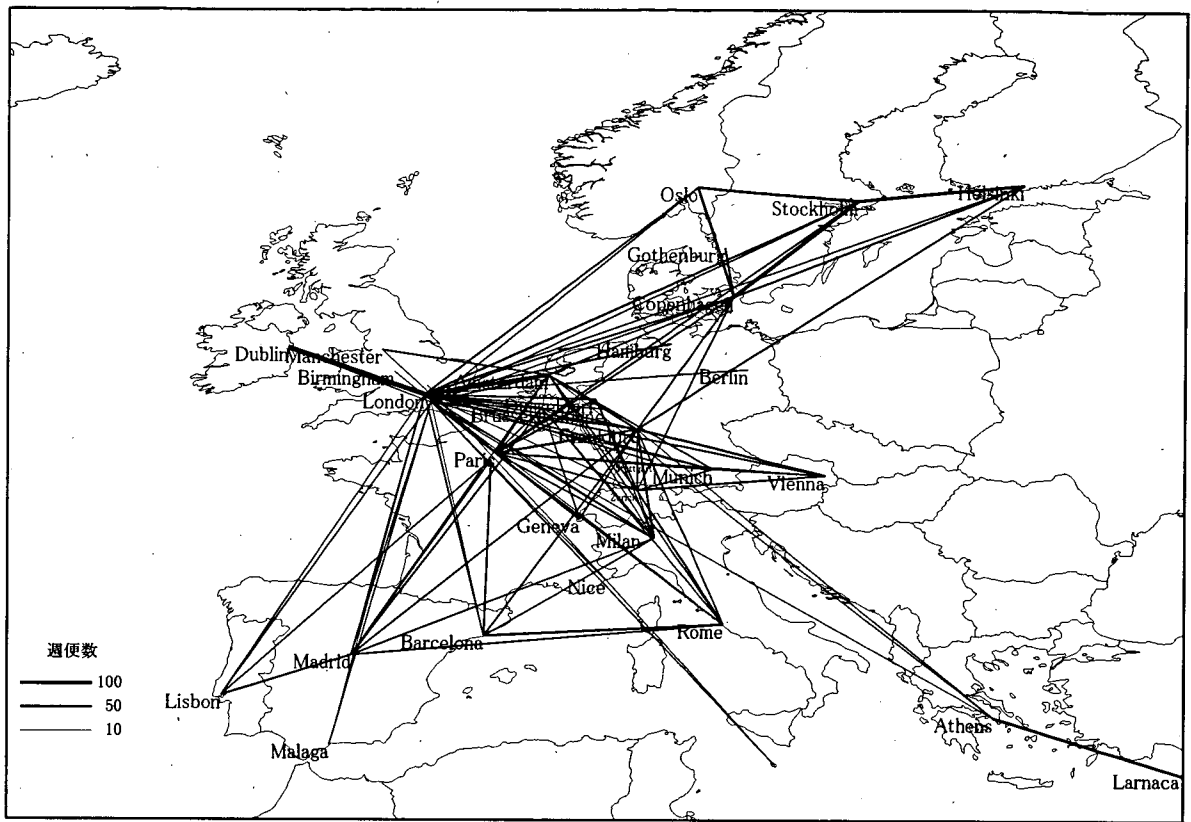 Oslo
Stockholm
Helsinki
Gothenburg
Copenhagen
Hamburg
Dublin
Manchester
Birmingham
Amsterdam
Berlin
London
Frankfurt
Paris
Munich
Vienna
Geneva
Milan
Nice
Barcelona
Rome
Madrid
Lisbon
Malaga
Athens
Larnaca
週便数
100
50
10